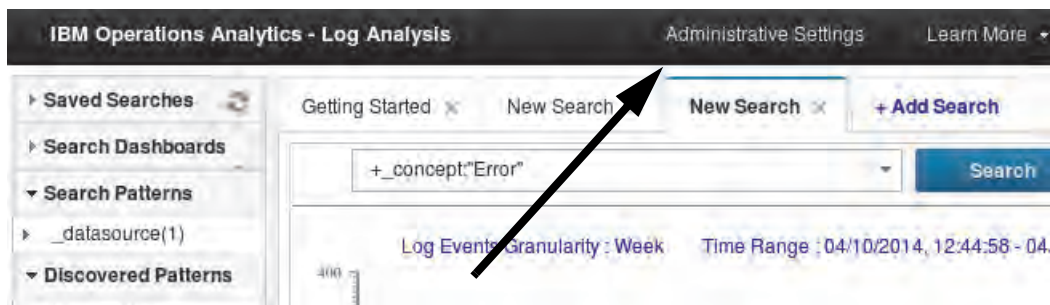 IBM Operations Analytics - Log Analysis
Administrative Settings
Learn More
Saved Searches
Search Dashboards
Search Patterns
_datasource(1)
Discovered Patterns
Getting Started
New Search
New Search
+ Add Search
+_concept:"Error"
Search
Log Events Granularity : Week
Time Range : 04/10/2014, 12:44:58 - 04.
400